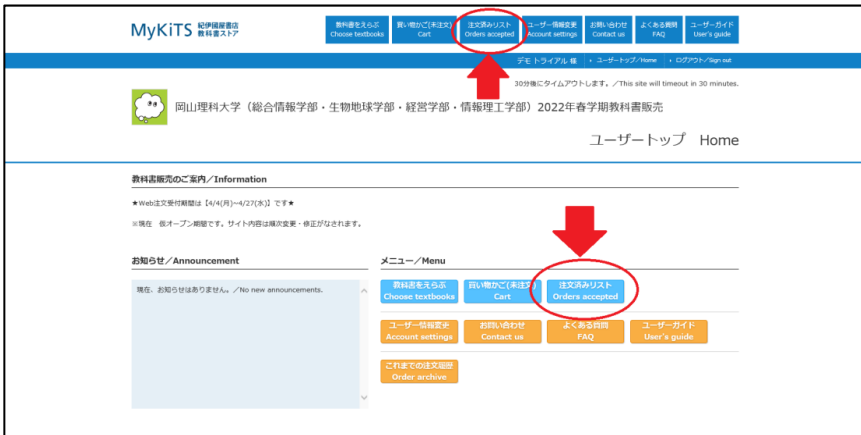 MyKiTS 紀伊國屋書店
教科書ストア
教科書をえらぶ
Choose textbooks
買い物かご(未注文)
Cart
注文済みリスト
Orders accepted
ユーザー情報変更
Account settings
お問い合わせ
Contact us
よくある質問
FAQ
ユーザーガイド
User's guide
デモ トライアル 様
ユーザートップ/Home
ログアウト/Sign out
30分後にタイムアウトします。/This site will timeout in 30 minutes.
岡山理科大学（総合情報学部・生物地球学部・経営学部・情報理工学部）2022年春学期教科書販売
ユーザートップ Home
教科書販売のご案内/Information
★Web注文受付期間は【4/4(月)~4/27(水)】です★
※現在 仮オープン期間です。サイト内容は順次変更・修正がなされます。
お知らせ/Announcement
現在、お知らせはありません。/No new announcements.
メニュー/Menu
教科書をえらぶ
Choose textbooks
買い物かご(未注文)
Cart
注文済みリスト
Orders accepted
ユーザー情報変更
Account settings
お問い合わせ
Contact us
よくある質問
FAQ
ユーザーガイド
User's guide
これまでの注文履歴
Order archive